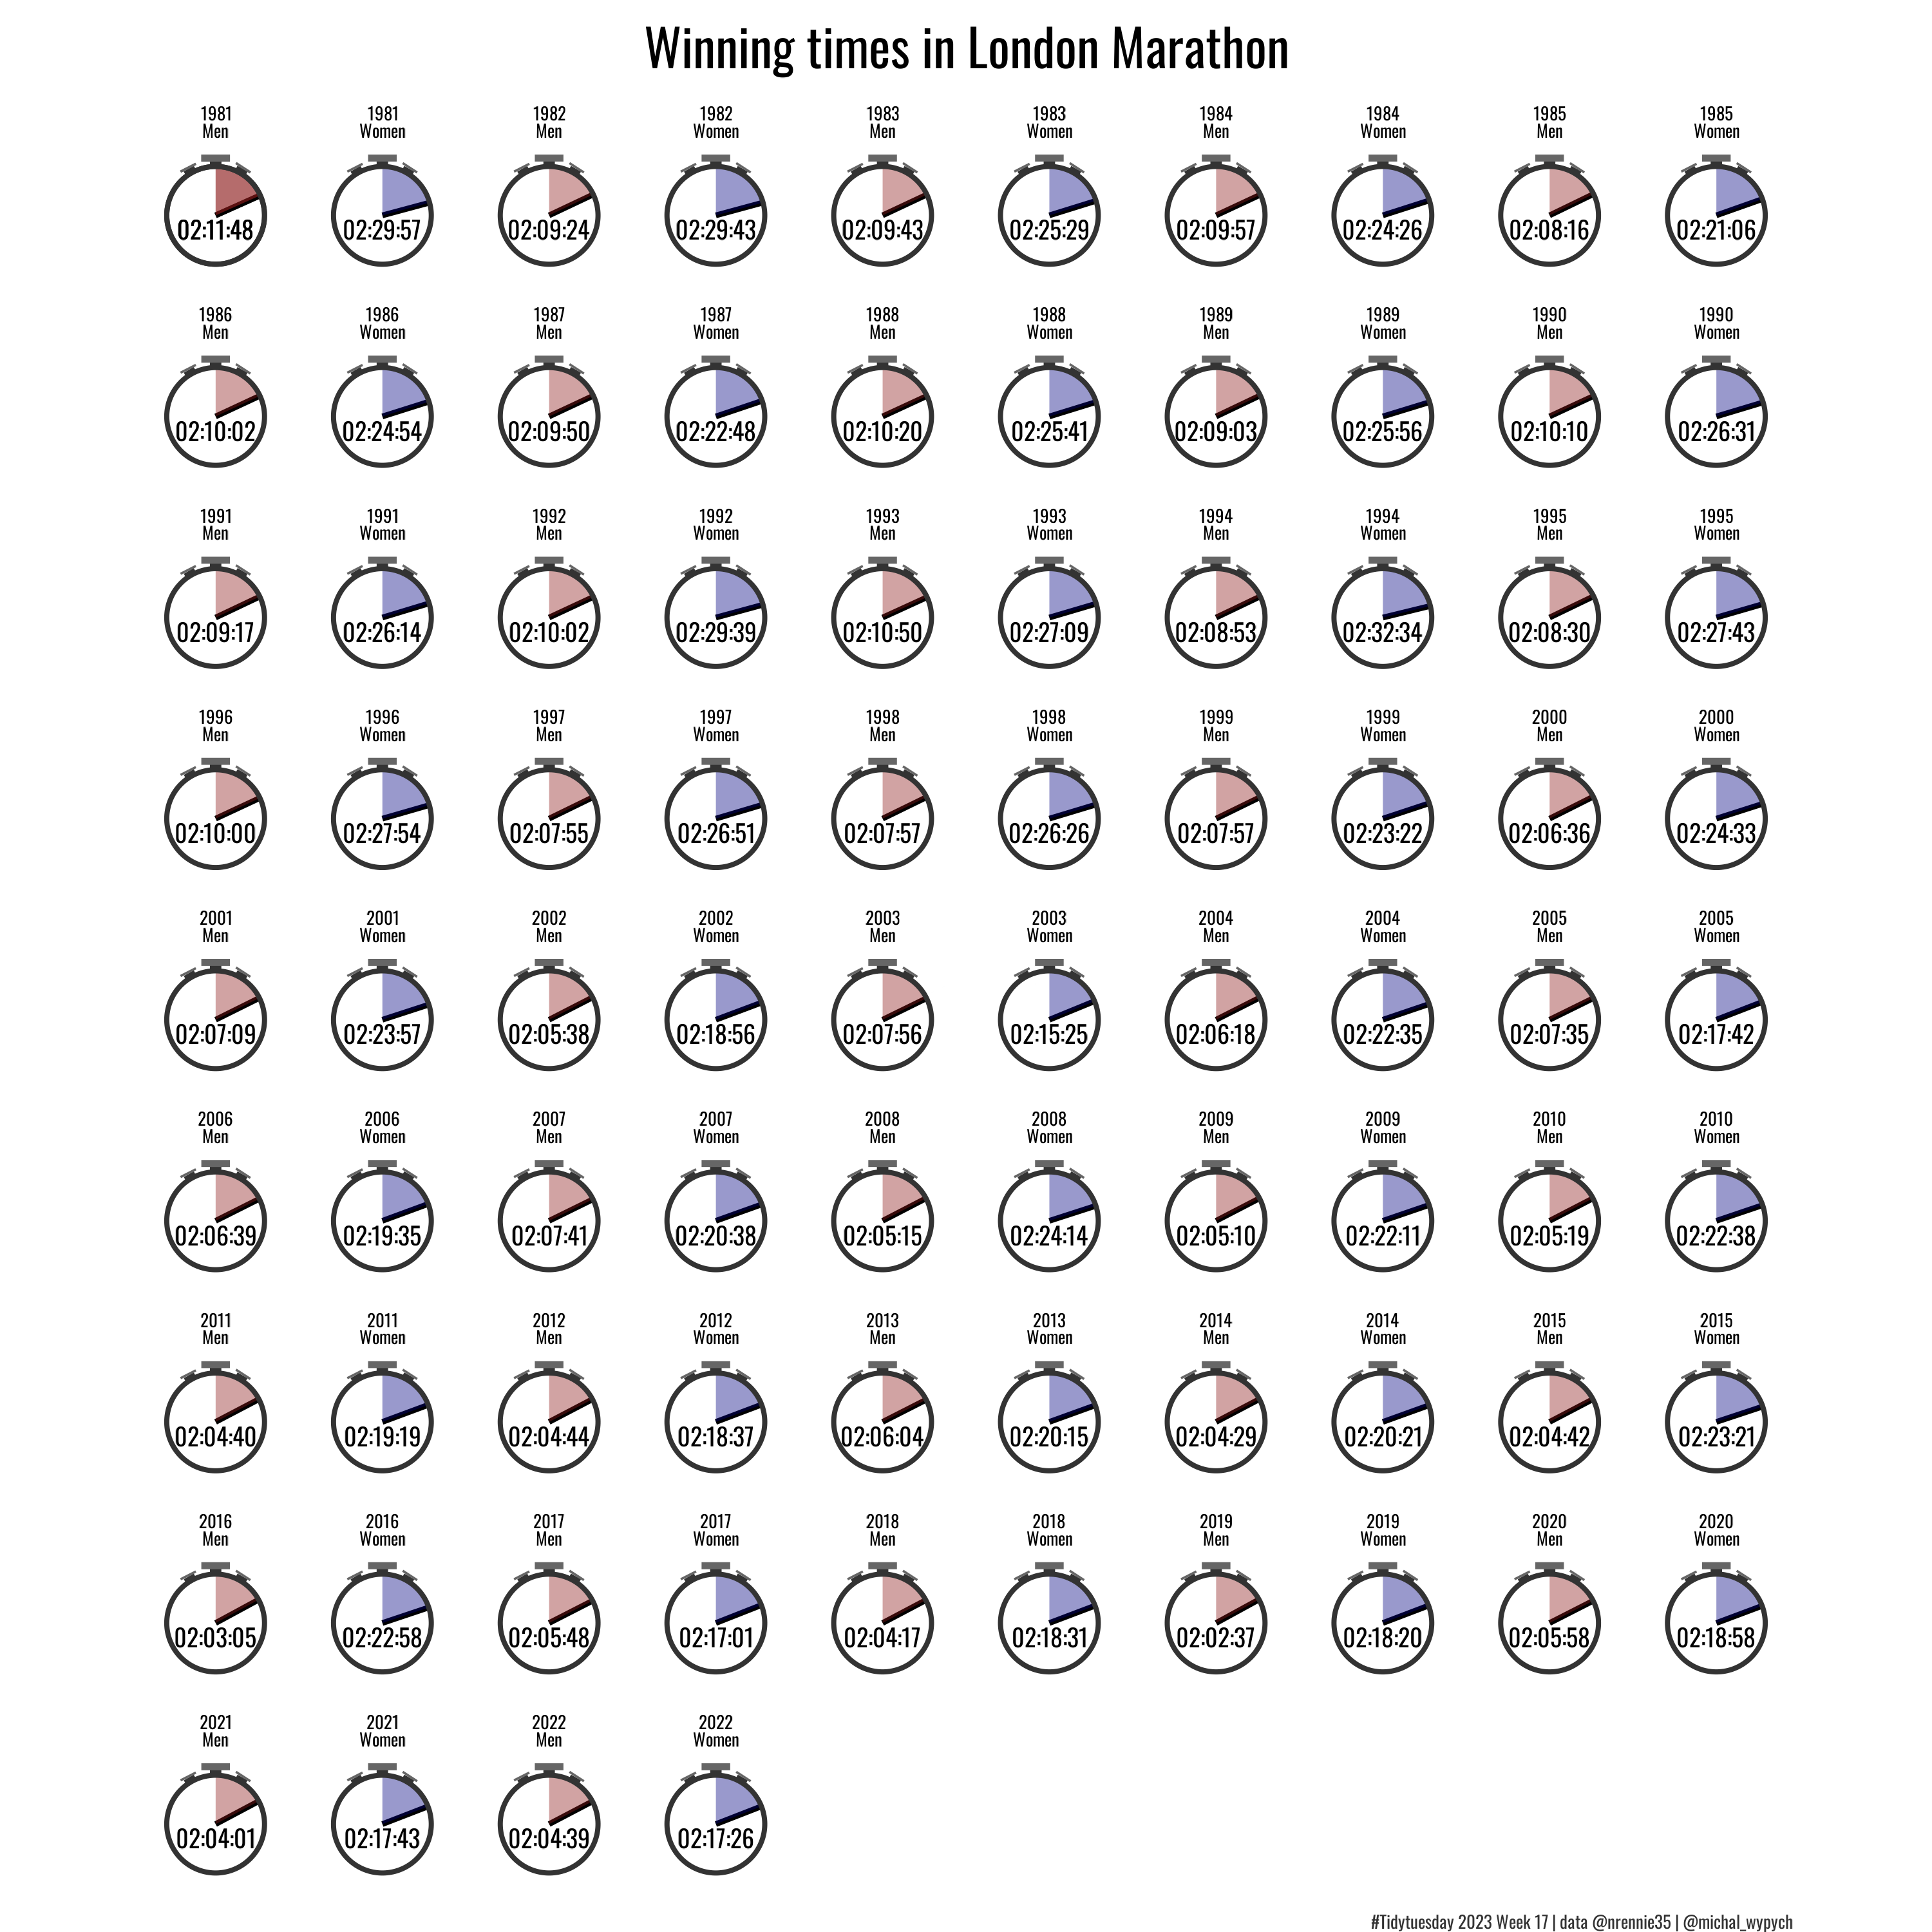 Winning times in London Marathon
1981 1981 1982 1982 1983 1983 1984 1984 1985 1985
Men Women Men Women Men Women Men Women Men Women
02:11:48 02:29:57 02:09:24 02:29:43 02:09:43 02:25:29 02:09:57 02:24:26 02:08:16 02:21:06
1986 1986 1987 1987 1988 1988 1989 1989 1990 1990
Men Women Men Women Men Women Men Women Men Women
02:10:02 02:24:54 02:09:50 02:22:48 02:10:20 02:25:41 02:09:03 02:25:56 02:10:10 02:26:31
1991 1991 1992 1992 1993 1993 1994 1994 1995 1995
Men Women Men Women Men Women Men Women Men Women
02:09:17 02:26:14 02:10:02 02:29:39 02:10:50 02:27:09 02:08:53 02:32:34 02:08:30 02:27:43
1996 1996 1997 1997 1998 1998 1999 1999 2000 2000
Men Women Men Women Men Women Men Women Men Women
02:10:00 02:27:54 02:07:55 02:26:51 02:07:57 02:26:26 02:07:57 02:23:22 02:06:36 02:24:33
2001 2001 2002 2002 2003 2003 2004 2004 2005 2005
Men Women Men Women Men Women Men Women Men Women
02:07:09 02:23:57 02:05:38 02:18:56 02:07:56 02:15:25 02:06:18 02:22:35 02:07:35 02:17:42
2006 2006 2007 2007 2008 2008 2009 2009 2010 2010
Men Women Men Women Men Women Men Women Men Women
02:06:39 02:19:35 02:07:41 02:20:38 02:05:15 02:24:14 02:05:10 02:22:11 02:05:19 02:22:38
2011 2011 2012 2012 2013 2013 2014 2014 2015 2015
Men Women Men Women Men Women Men Women Men Women
02:04:40 02:19:19 02:04:44 02:18:37 02:06:04 02:20:15 02:04:29 02:20:21 02:04:42 02:23:21
2016 2016 2017 2017 2018 2018 2019 2019 2020 2020
Men Women Men Women Men Women Men Women Men Women
02:03:05 02:22:58 02:05:48 02:17:01 02:04:17 02:18:31 02:02:37 02:18:20 02:05:58 02:18:58
2021 2021 2022 2022
Men Women Men Women
02:04:01 02:17:43 02:04:39 02:17:26
#Tidytuesday 2023 Week 17 | data @nrennie35 | @michal_wypych